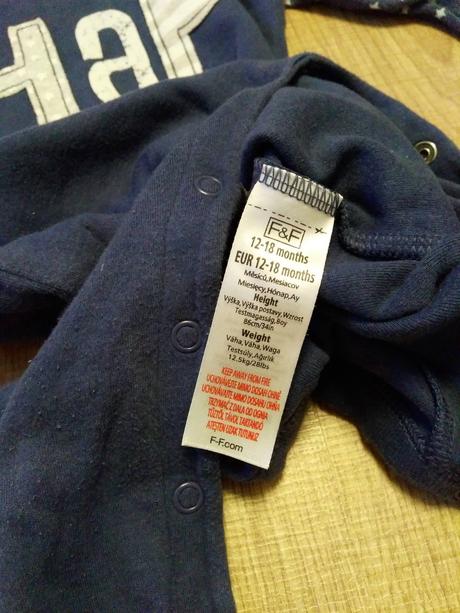 Hap
F&F
12-18 months
EUR 12-18 months
Měsíců, Mesiacov
Miesięcy, Hónap, Ay
Height
Výška, Výška postavy, Wzrost
Testmagasság, Boy
86cm/34in
Weight
Váha, Váha, Waga
Testsúly, Ağırlık
12.5kg/28lbs
KEEP AWAY FROM FIRE
UCHOVÁVEJTE MIMO DOSAH OHNĚ
UCHOVÁVAJTE MIMO DOSAHU OHŇA
TRZYMAĆ Z DALA OD OGNIA
TŰZTŐL TÁVOL TARTANDÓ
ATEŞTEN UZAK TUTUNUZ
F-F.com